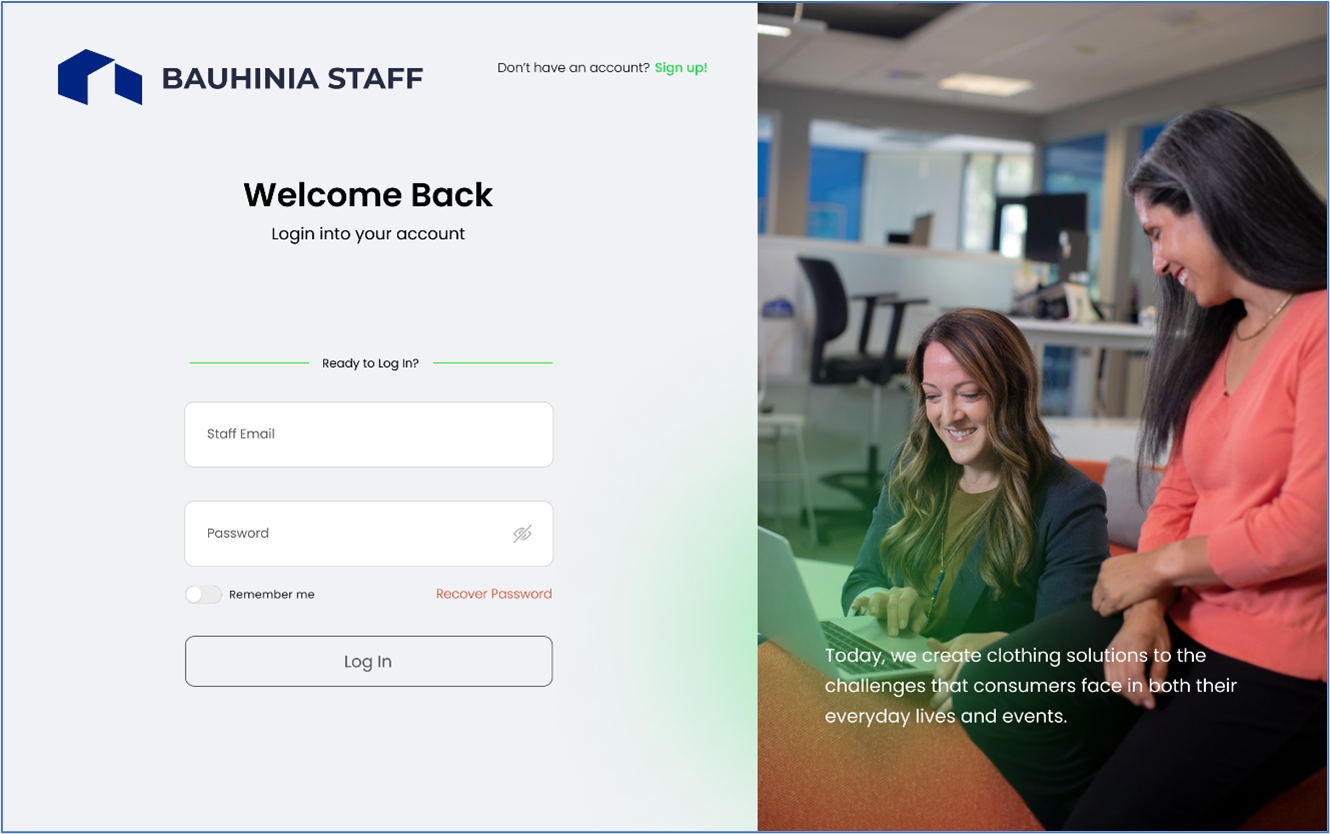 BAUHINIA STAFF
Don't have an account? Sign up!
Welcome Back
Login into your account
Ready to Log In?
Staff Email
Password
Remember me
Recover Password
Log In
Today, we create clothing solutions to the
challenges that consumers face in both their
everyday lives and events.